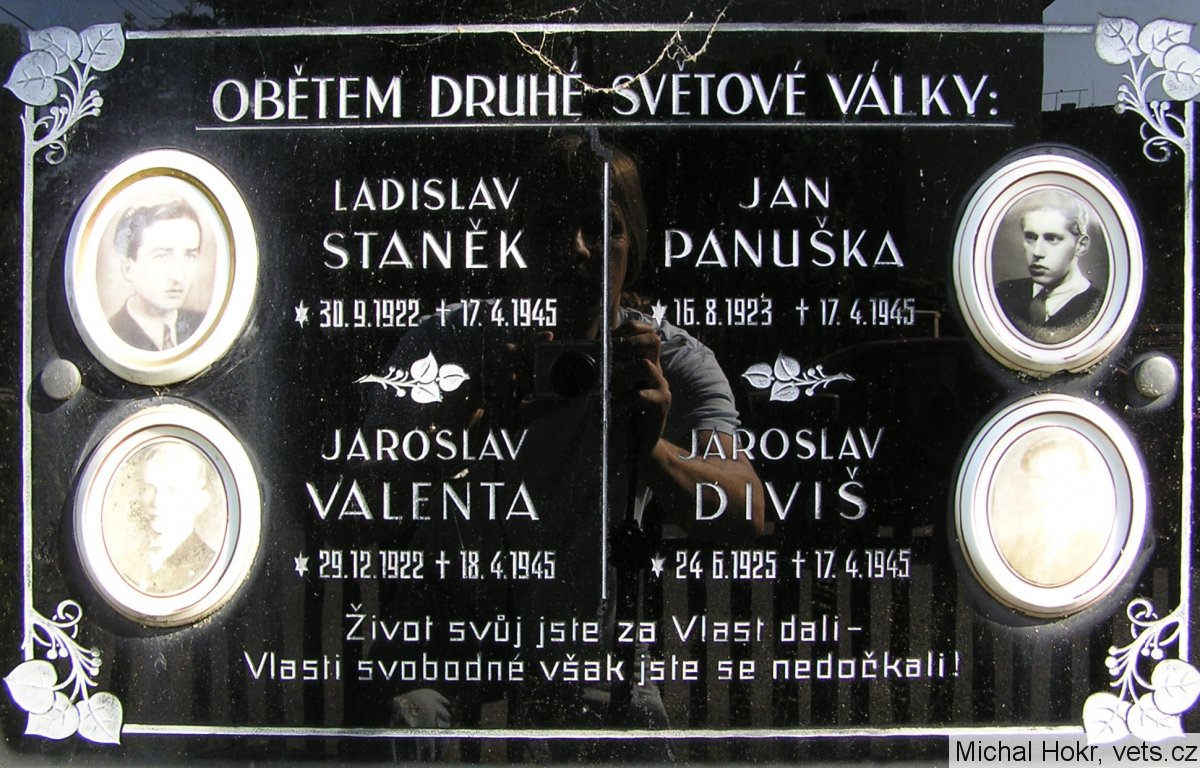 OBĚTEM DRUHÉ SVĚTOVÉ VÁLKY:
LADISLAV
STANĚK
* 30.9.1922 † 17.4.1945
JAN
PANUŠKA
* 16.8.1923 † 17.4.1945
JAROSLAV
VALENTA
* 29.12.1922 † 18.4.1945
JAROSLAV
DIVIŠ
* 24 6.1925 † 17.4.1945
Život svůj jste za Vlast dali -
Vlasti svobodné však jste se nedočkali!
Michal Hokr, vets.cz